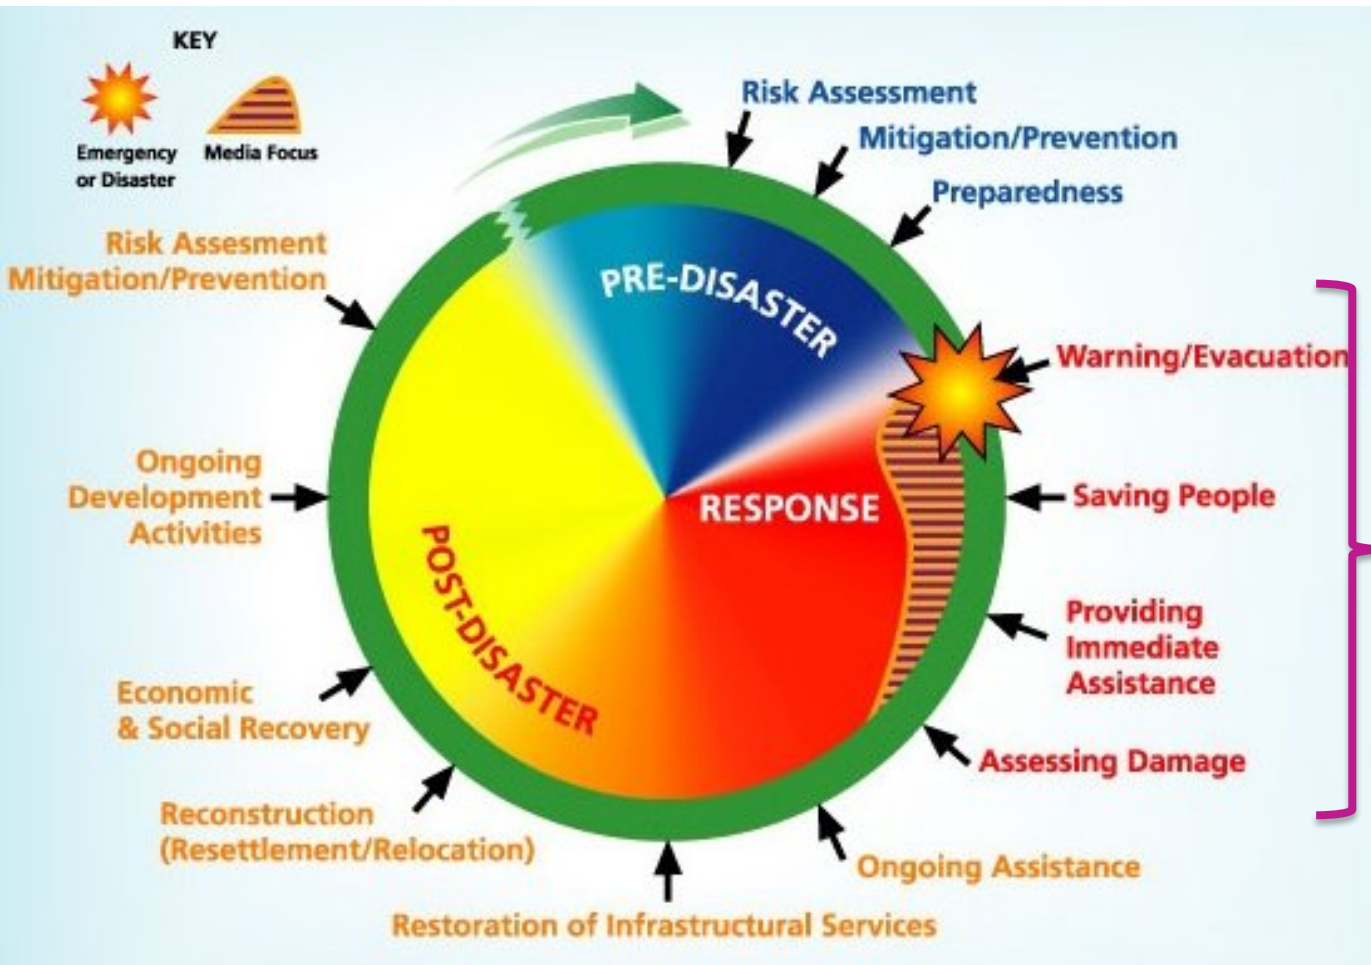 KEY
Emergency
or Disaster
Media Focus
Risk Assessment
Mitigation/Prevention
Preparedness
Warning/Evacuation
Saving People
Providing
Immediate
Assistance
Assessing Damage
Ongoing Assistance
Restoration of Infrastructural Services
Reconstruction
(Resettlement/Relocation)
Economic
& Social Recovery
Ongoing
Development
Activities
Risk Assesment
Mitigation/Prevention
PRE-DISASTER
RESPONSE
POST-DISASTER